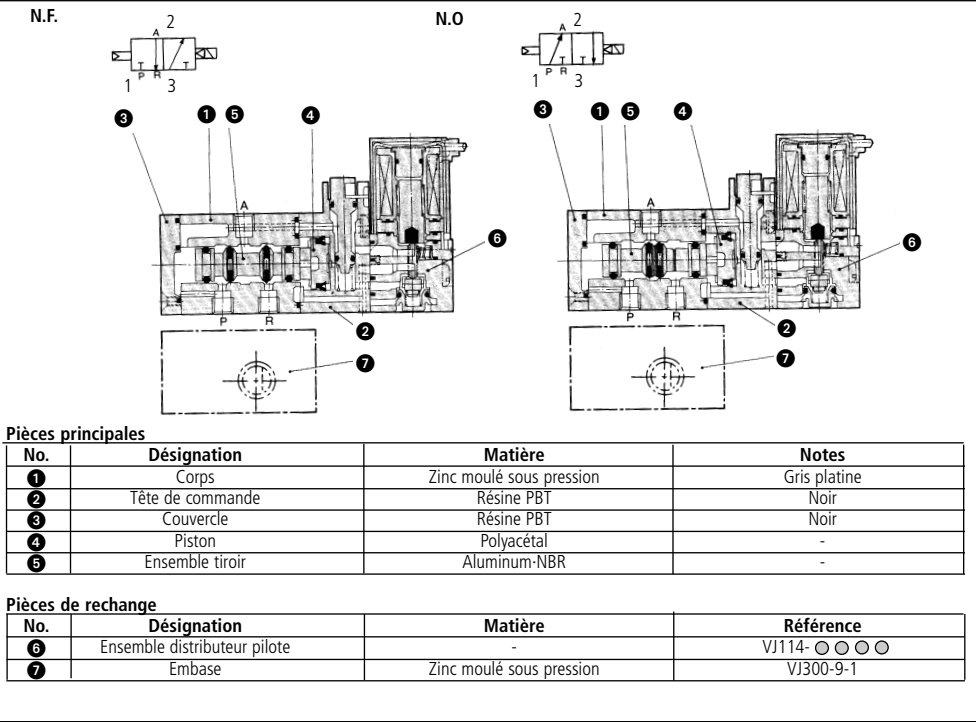 N.F.
N.O
2
A
P R
1 3
2
A
P R
1 3
3 1 5 4
3 1 5 4
A
A
6
6
P R
P R
2
2
7
7
Pièces principales
No. Désignation Matière Notes
1 Corps Zinc moulé sous pression Gris platine
2 Tête de commande Résine PBT Noir
3 Couvercle Résine PBT Noir
4 Piston Polyacétal -
5 Ensemble tiroir Aluminum·NBR -
Pièces de rechange
No. Désignation Matière Référence
6 Ensemble distributeur pilote - VJ114- ○ ○ ○ ○
7 Embase Zinc moulé sous pression VJ300-9-1